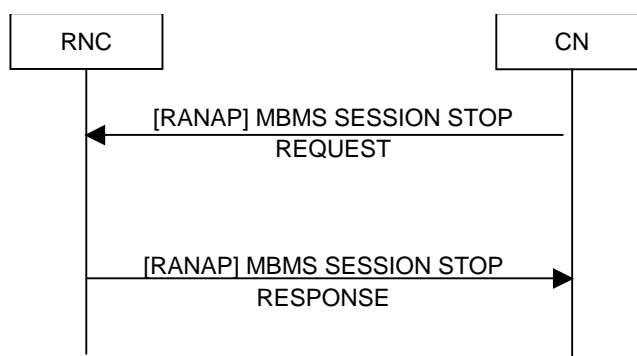 RNC
CN
[RANAP] MBMS SESSION STOP
REQUEST
[RANAP] MBMS SESSION STOP
RESPONSE